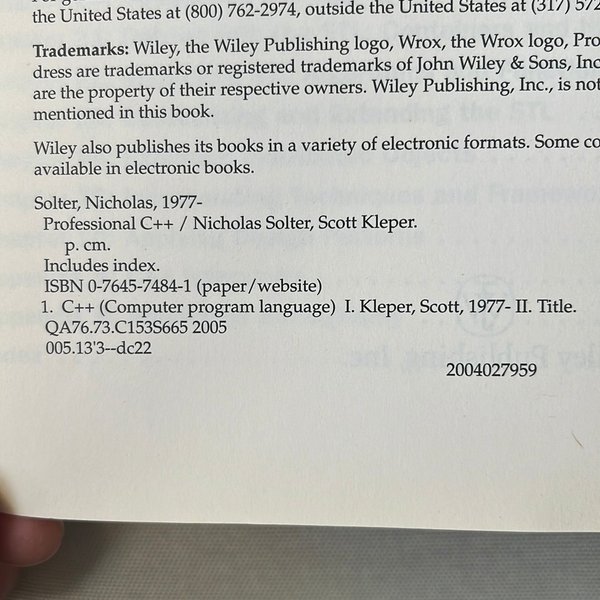 the United States at (800) 762-2974, outside the United States at (317) 572
Trademarks: Wiley, the Wiley Publishing logo, Wrox, the Wrox logo, Pro
dress are trademarks or registered trademarks of John Wiley & Sons, Inc
are the property of their respective owners. Wiley Publishing, Inc., is not
mentioned in this book.
Wiley also publishes its books in a variety of electronic formats. Some co
available in electronic books.
Solter, Nicholas, 1977-
Professional C++ / Nicholas Solter, Scott Kleper.
p. cm.
Includes index.
ISBN 0-7645-7484-1 (paper/website)
1. C++ (Computer program language) I. Kleper, Scott, 1977- II. Title.
QA76.73.C153S665 2005
005.13'3--dc22
2004027959